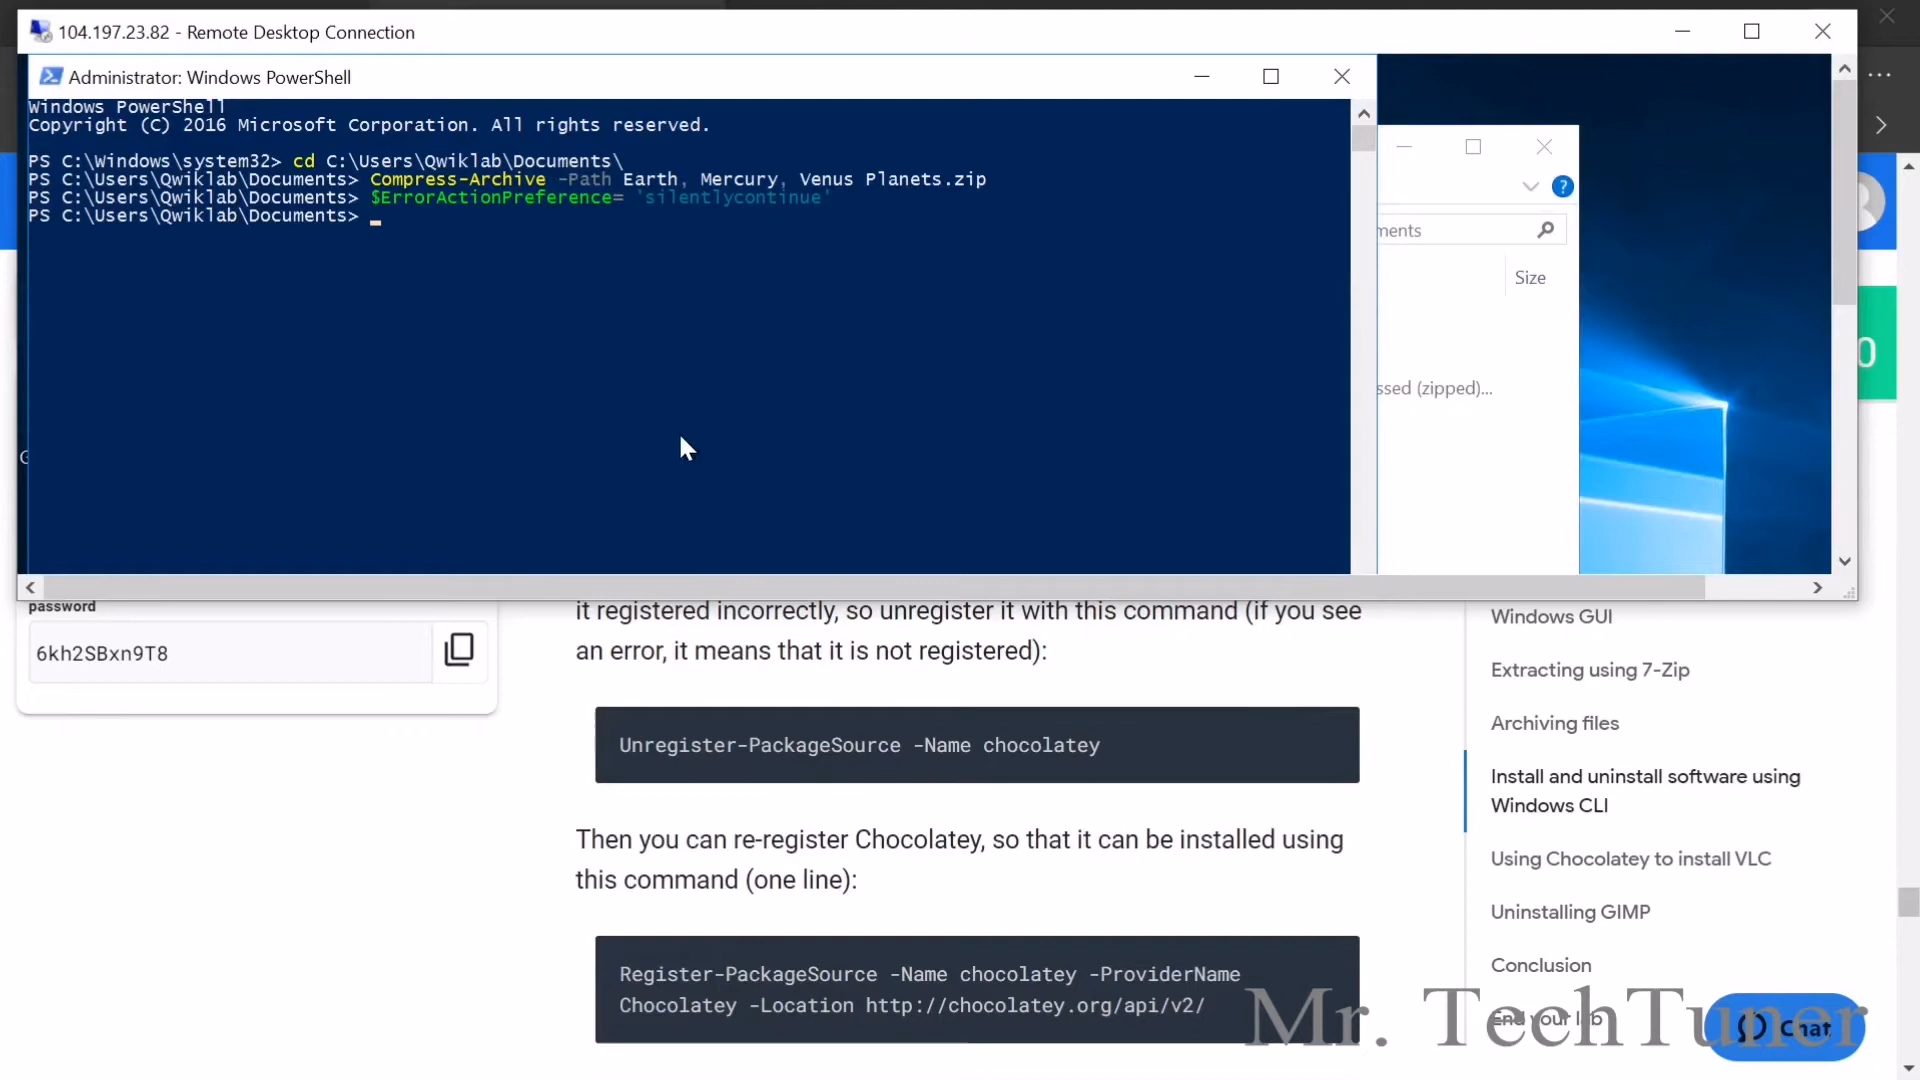 104.197.23.82 - Remote Desktop Connection
Administrator: Windows PowerShell
Windows PowerShell
Copyright (C) 2016 Microsoft Corporation. All rights reserved.
PS C:\Windows\system32> cd C:\Users\Qwiklab\Documents\
PS C:\Users\Qwiklab\Documents> Compress-Archive -Path Earth, Mercury, Venus Planets.zip
PS C:\Users\Qwiklab\Documents> $ErrorActionPreference= 'silentlycontinue'
PS C:\Users\Qwiklab\Documents>
?
ments
Size
ssed (zipped)...
0
G
password
6kh2SBxn9T8
it registered incorrectly, so unregister it with this command (if you see
an error, it means that it is not registered):
Unregister-PackageSource -Name chocolatey
Then you can re-register Chocolatey, so that it can be installed using
this command (one line):
Register-PackageSource -Name chocolatey -ProviderName
Chocolatey -Location http://chocolatey.org/api/v2/
Windows GUI
Extracting using 7-Zip
Archiving files
Install and uninstall software using
Windows CLI
Using Chocolatey to install VLC
Uninstalling GIMP
Conclusion
End your lab
Chat
Mr. TechTuner